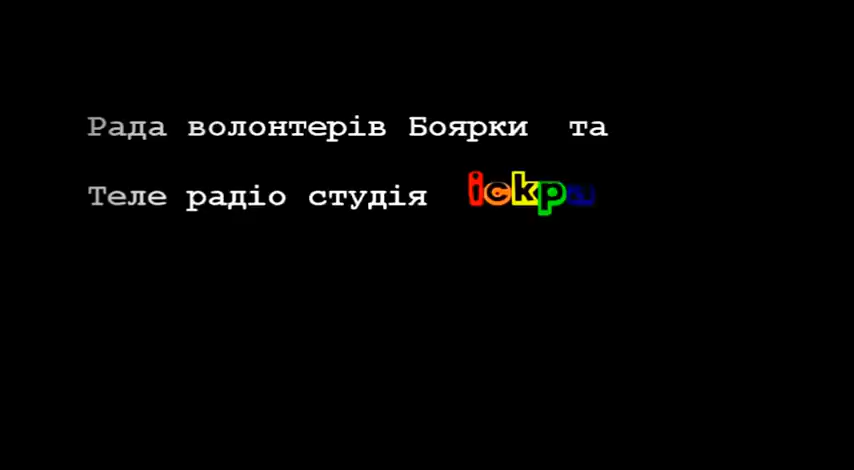 Рада волонтерів Боярки та
Теле радіо студія іскра